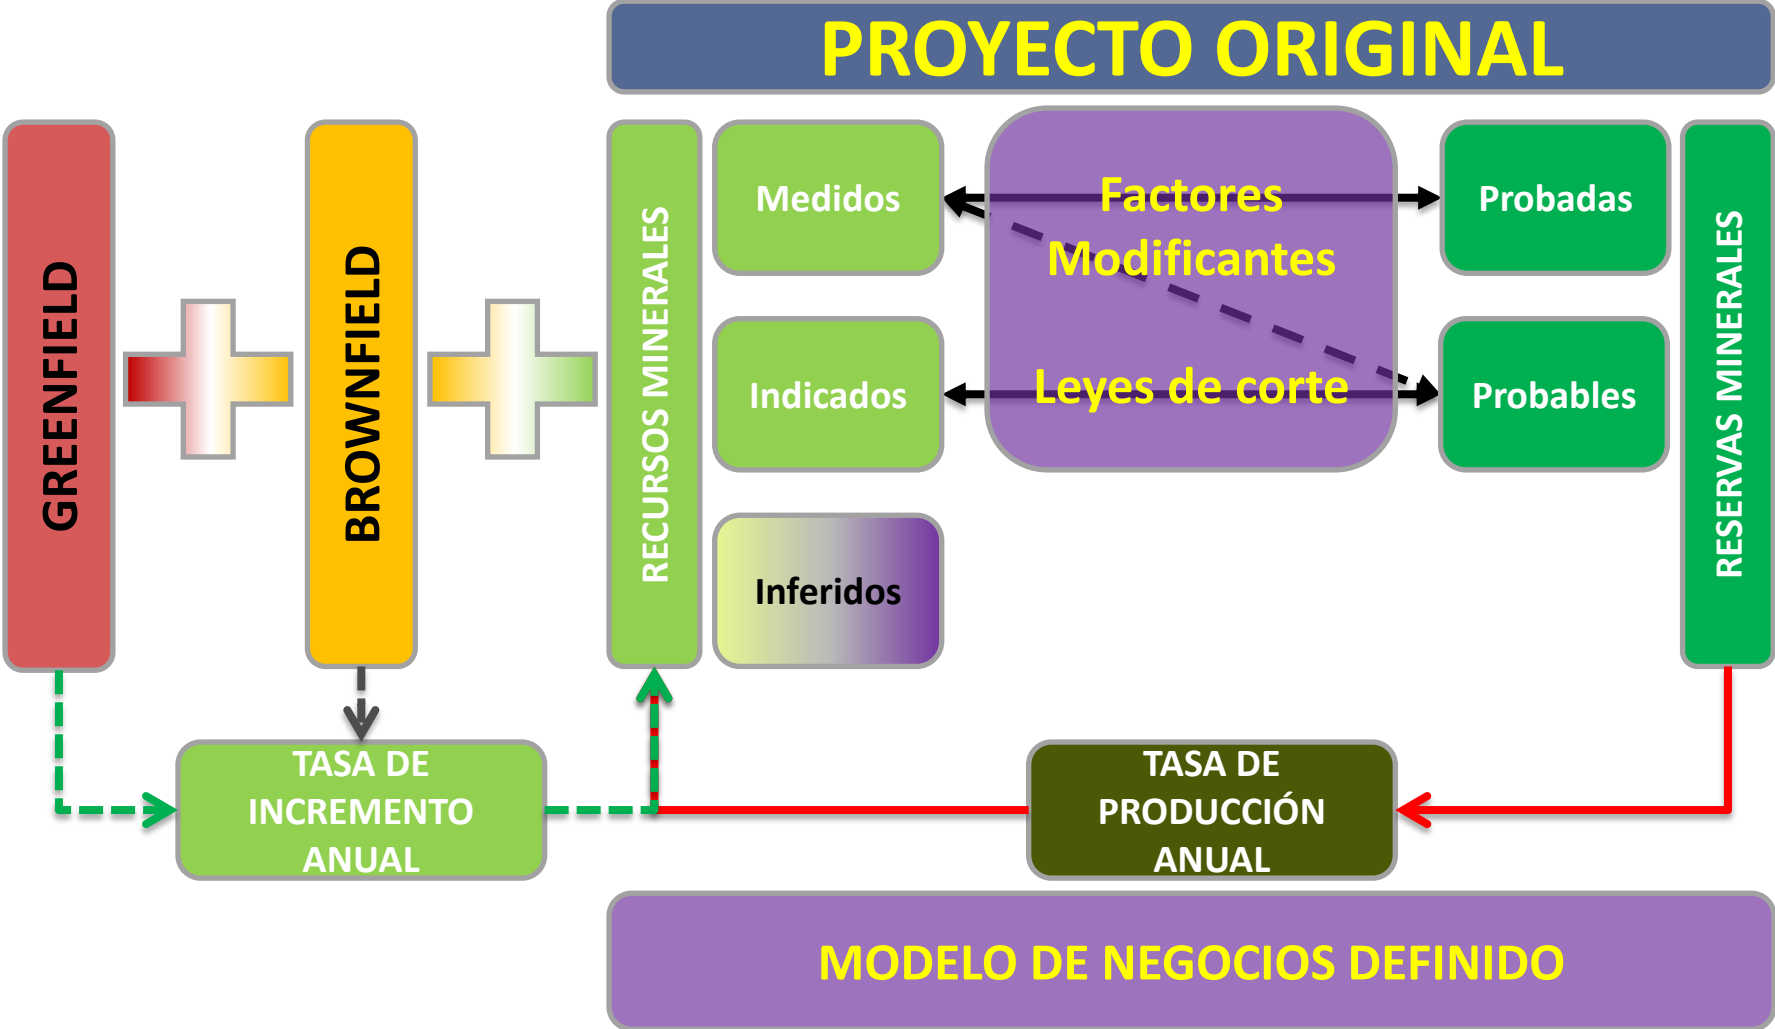 PROYECTO ORIGINAL
GREENFIELD
BROWNFIELD
RECURSOS MINERALES
Medidos
Indicados
Inferidos
Factores
Modificantes
Leyes de corte
Probadas
Probables
RESERVAS MINERALES
TASA DE
INCREMENTO
ANUAL
TASA DE
PRODUCCIÓN
ANUAL
MODELO DE NEGOCIOS DEFINIDO